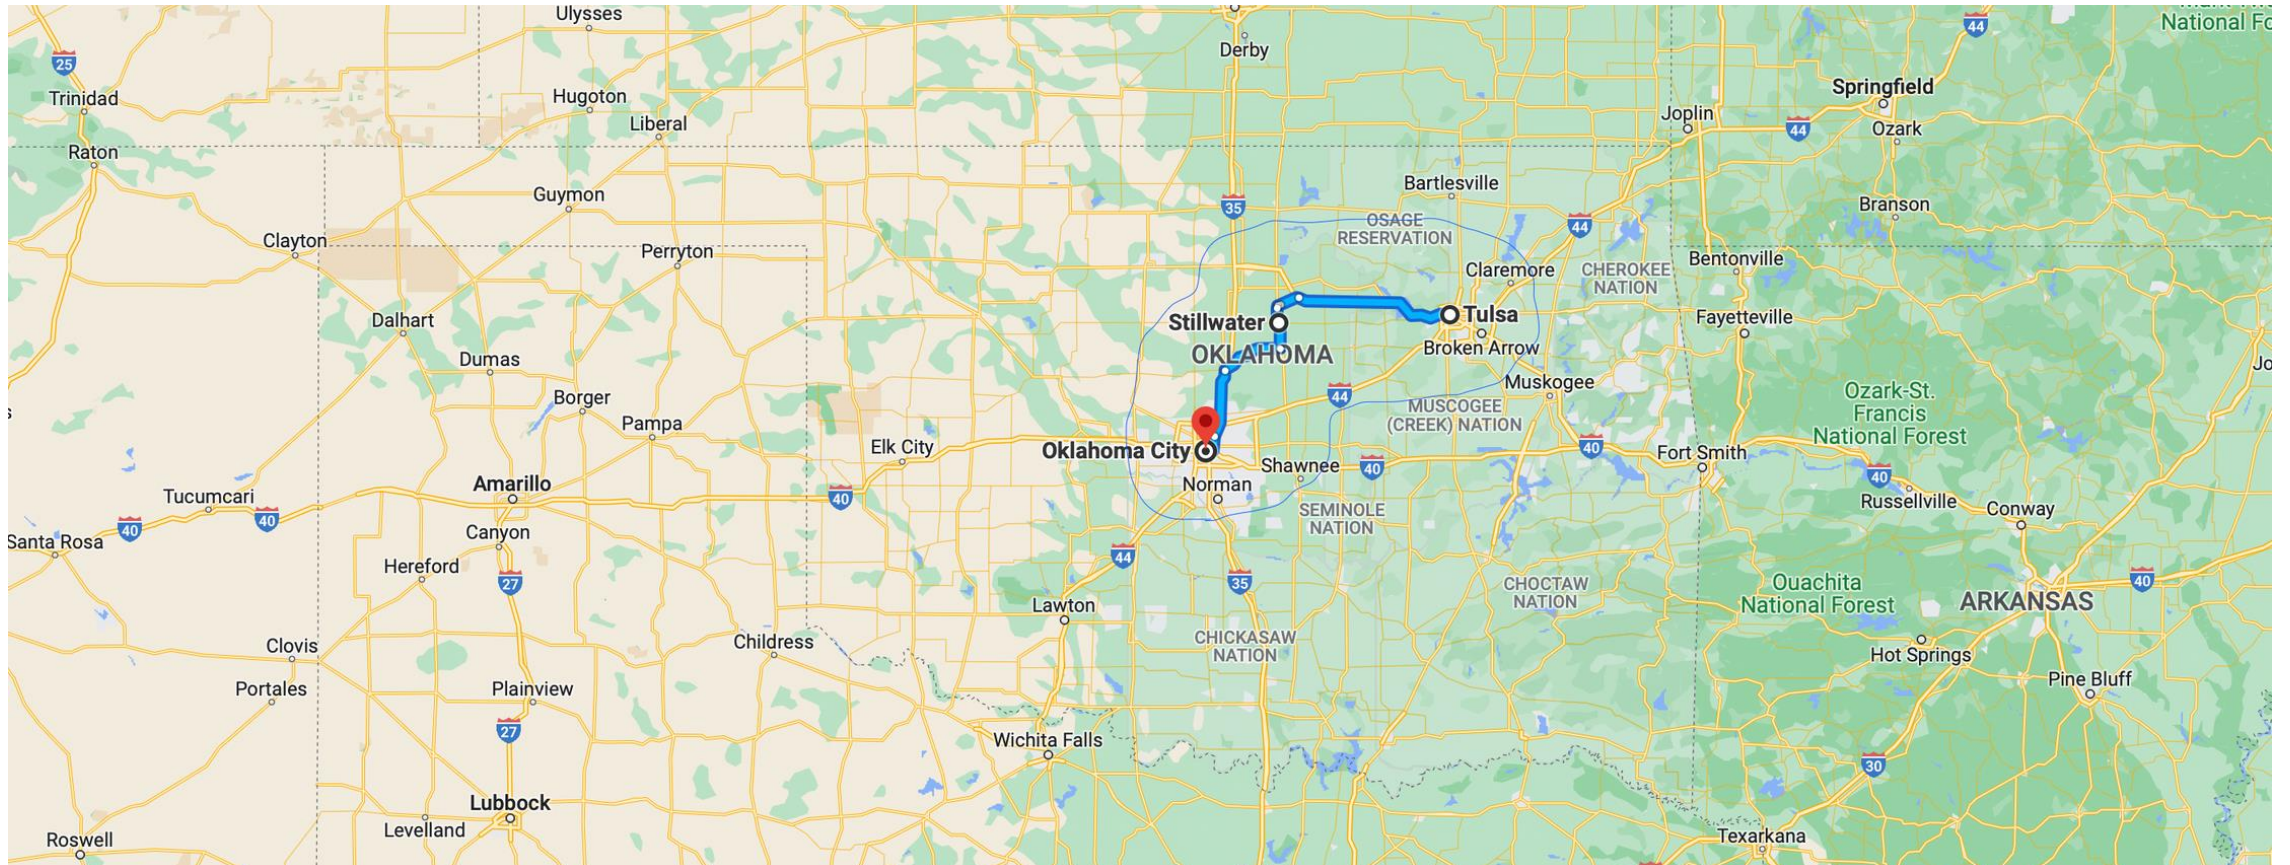 Ulysses
Derby
44
National Fo
25
Trinidad
Hugoton
Liberal
Springfield
Joplin
44
Ozark
Raton
Guymon
Bartlesville
35
OSAGE
RESERVATION
44
Branson
Clayton
Perryton
Claremore
CHEROKEE
NATION
Bentonville
Dalhart
Stillwater
Tulsa
Fayetteville
Dumas
OKLAHOMA
Broken Arrow
Jo
Borger
Muskogee
44
Ozark-St.
Francis
National Forest
Pampa
MUSCOGEE
(CREEK) NATION
s
Elk City
Oklahoma City
40
Fort Smith
Shawnee
40
40
Amarillo
Norman
Tucumcari
40
40
40
Russellville
Conway
SEMINOLE
NATION
Santa Rosa
Canyon
Hereford
27
44
35
CHOCTAW
NATION
Ouachita
National Forest
40
ARKANSAS
Lawton
Clovis
Childress
CHICKASAW
NATION
Hot Springs
Portales
Plainview
Pine Bluff
27
Wichita Falls
30
Lubbock
Levelland
Roswell
Texarkana